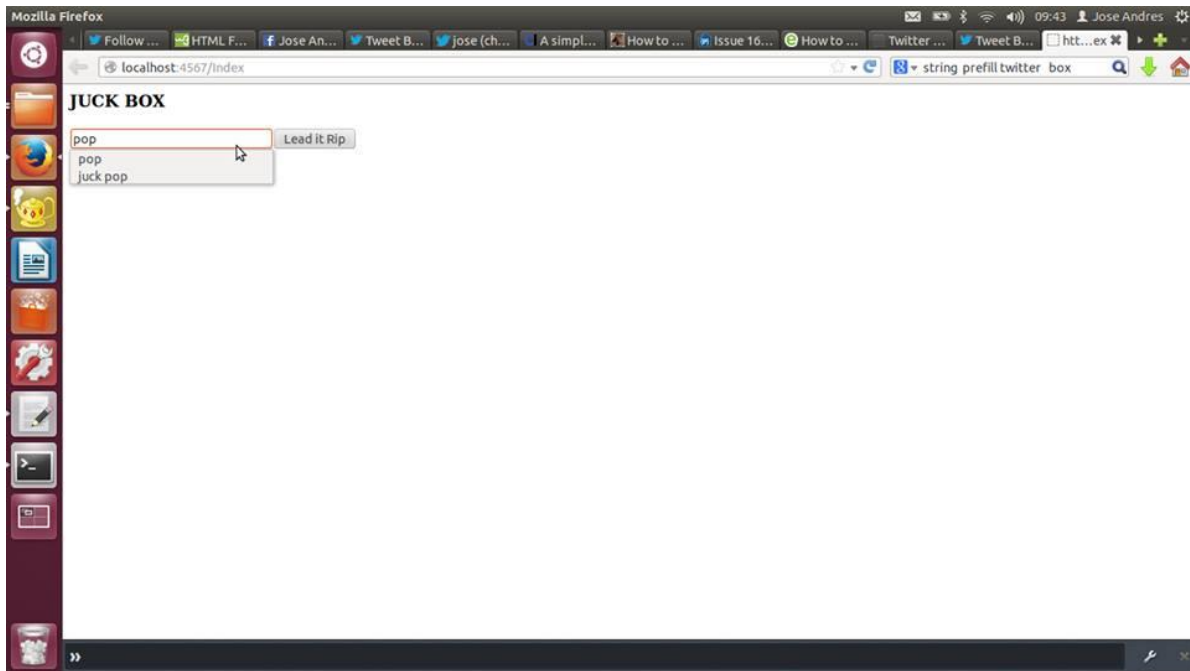 Mozilla Firefox 09:43 Jose Andres
Follow ... HTML F... Jose An... Tweet B... jose (ch... A simpl... How to ... Issue 16... How to ... Twitter ... Tweet B... htt...ex
localhost:4567/Index string prefill twitter box
JUCK BOX
pop Lead it Rip
pop
juck pop